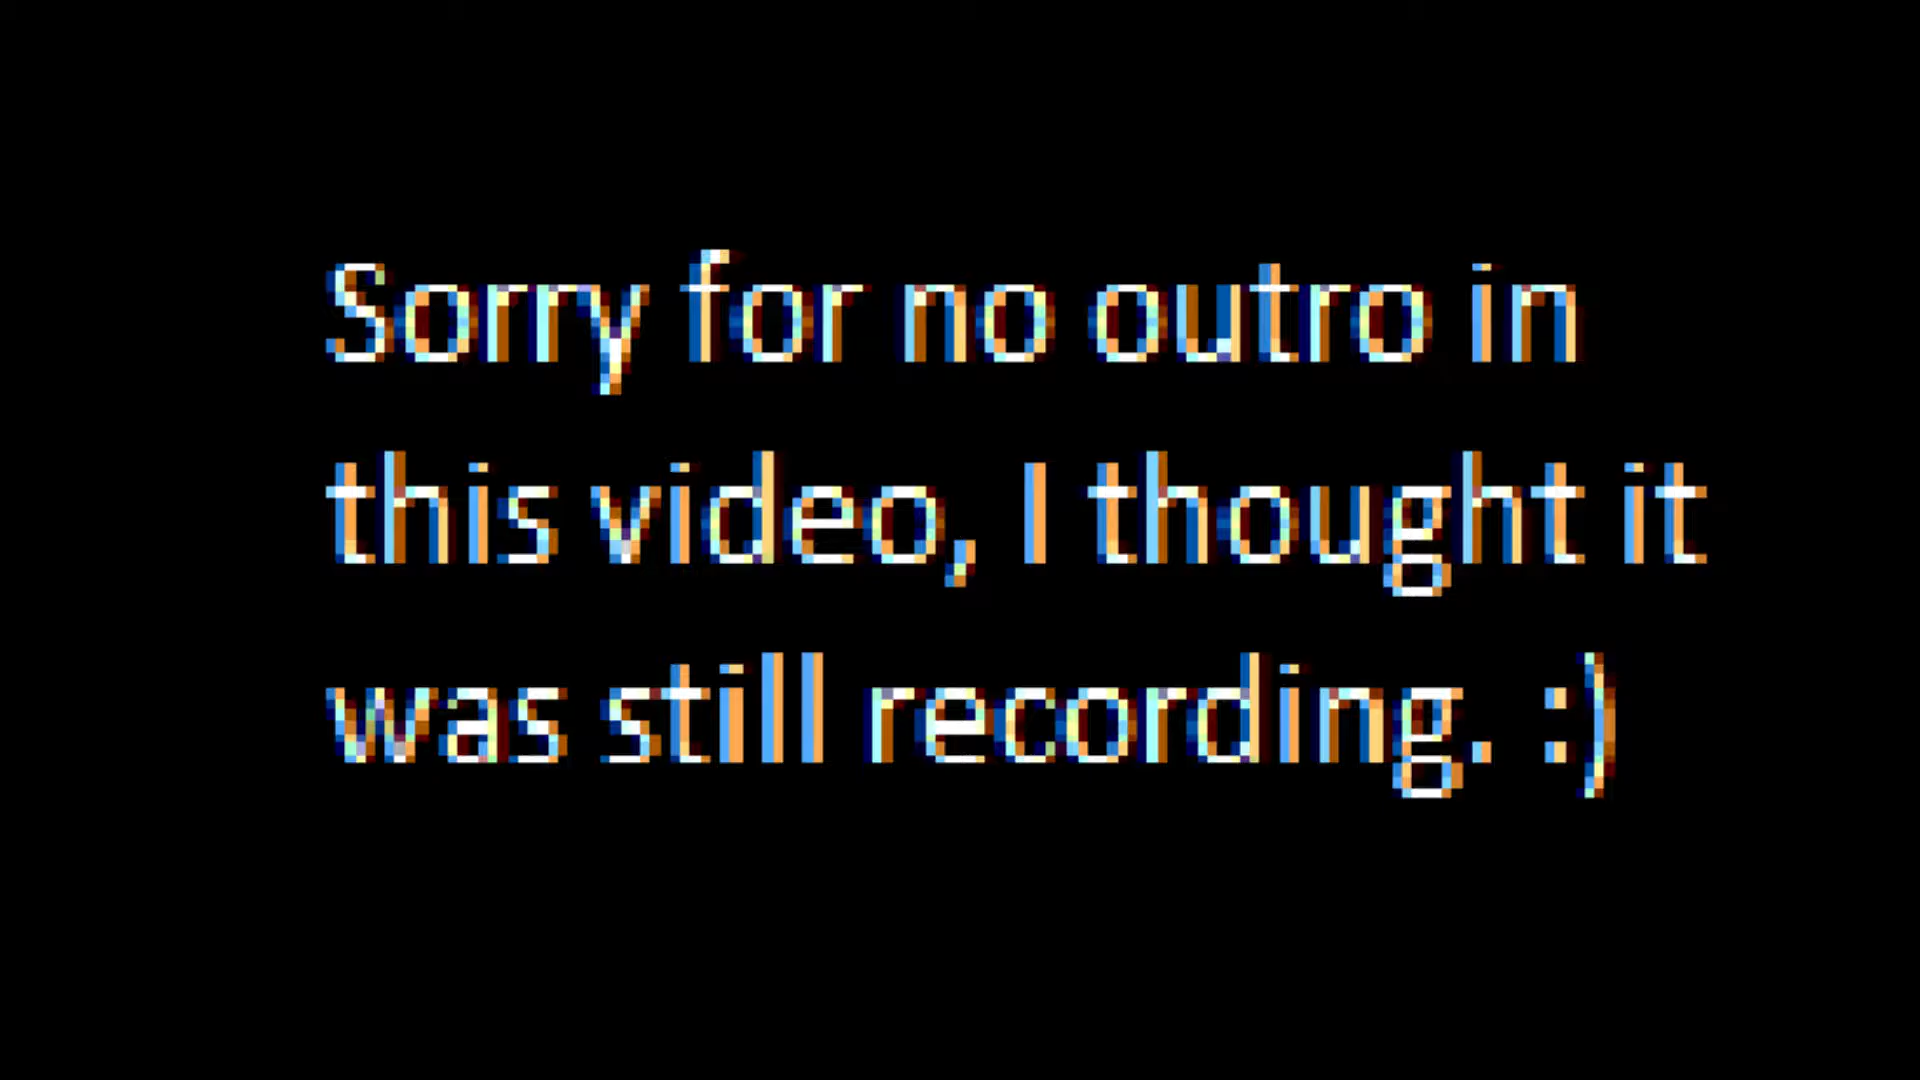 Sorry for no outro in
this video, I thought it
was still recording. :)